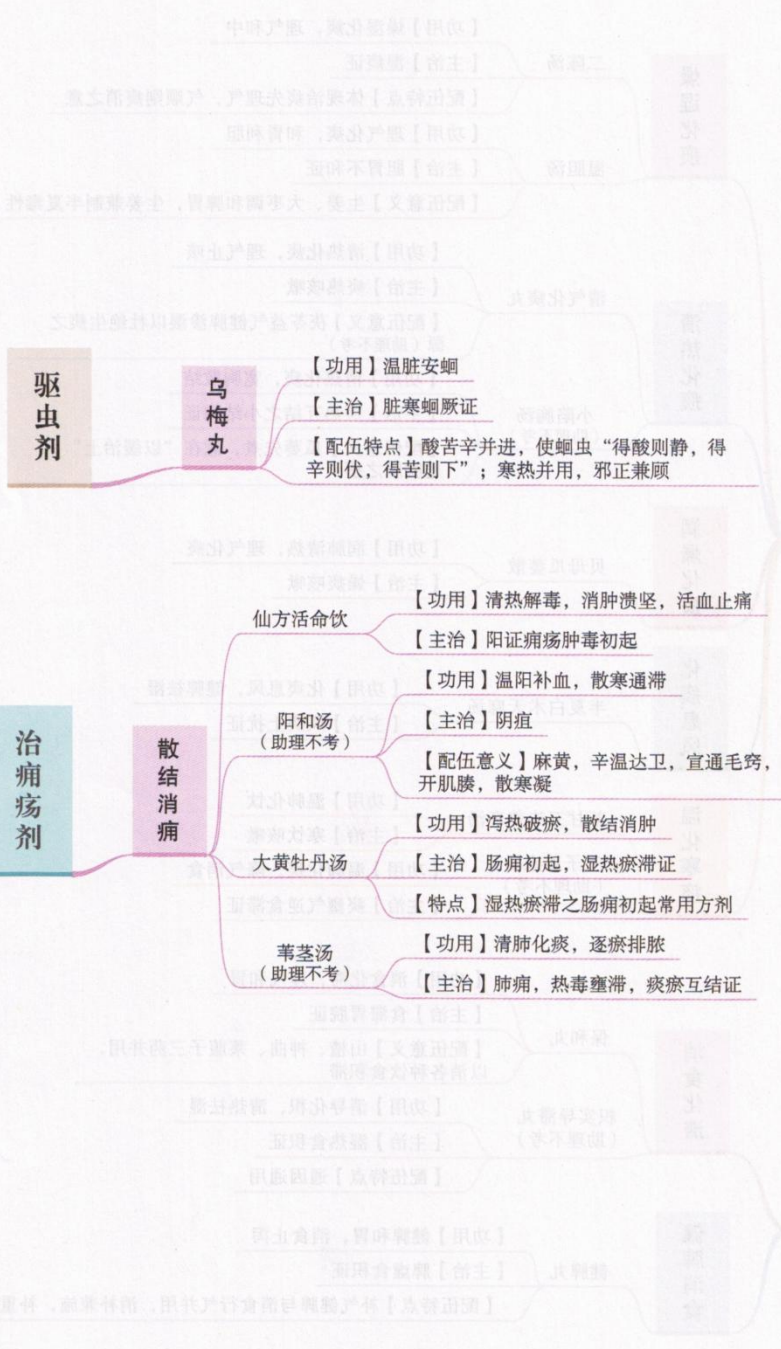 驱虫剂
乌梅丸
【功用】温脏安蛔
【主治】脏寒蛔厥证
【配伍特点】酸苦辛并进，使蛔虫“得酸则静，得
辛则伏，得苦则下”；寒热并用，邪正兼顾
治痈疡剂
散结消痈
仙方活命饮
【功用】清热解毒，消肿溃坚，活血止痛
【主治】阳证痈疡肿毒初起
阳和汤
（助理不考）
【功用】温阳补血，散寒通滞
【主治】阴疽
【配伍意义】麻黄，辛温达卫，宣通毛窍，
开肌腠，散寒凝
大黄牡丹汤
【功用】泻热破瘀，散结消肿
【主治】肠痈初起，湿热瘀滞证
【特点】湿热瘀滞之肠痈初起常用方剂
苇茎汤
（助理不考）
【功用】清肺化痰，逐瘀排脓
【主治】肺痈，热毒壅滞，痰瘀互结证